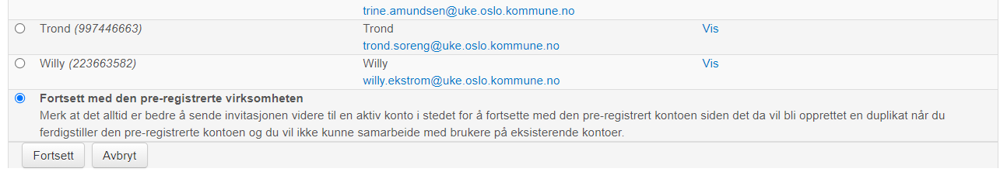 trine.amundsen@uke.oslo.kommune.no
Trond (997446663) Trond Vis
trond.soreng@uke.oslo.kommune.no
Willy (223663582) Willy Vis
willy.ekstrom@uke.oslo.kommune.no
Fortsett med den pre-registrerte virksomheten
Merk at det alltid er bedre å sende invitasjonen videre til en aktiv konto i stedet for å fortsette med den pre-registrert kontoen siden det da vil bli opprettet en duplikat når du
ferdigstiller den pre-registrerte kontoen og du vil ikke kunne samarbeide med brukere på eksisterende kontoer.
Fortsett Avbryt